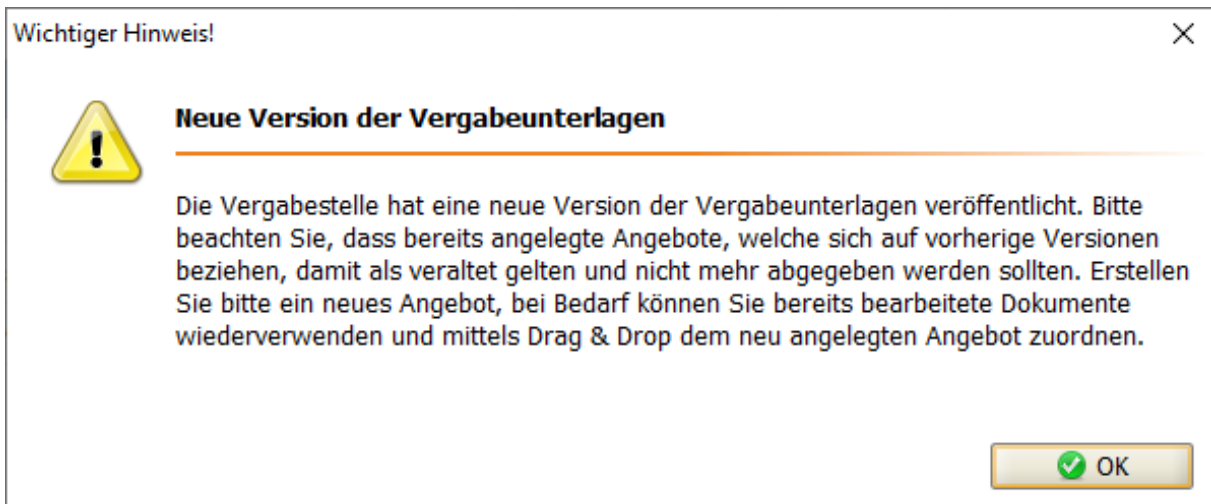 Wichtiger Hinweis!
Neue Version der Vergabeunterlagen
Die Vergabestelle hat eine neue Version der Vergabeunterlagen veröffentlicht. Bitte
beachten Sie, dass bereits angelegte Angebote, welche sich auf vorherige Versionen
beziehen, damit als veraltet gelten und nicht mehr abgegeben werden sollten. Erstellen
Sie bitte ein neues Angebot, bei Bedarf können Sie bereits bearbeitete Dokumente
wiederverwenden und mittels Drag & Drop dem neu angelegten Angebot zuordnen.
OK